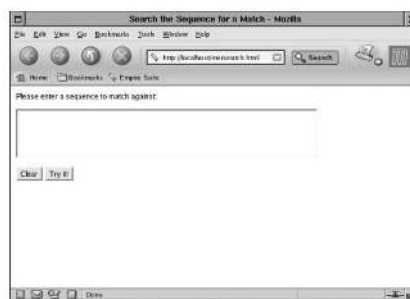 Search the Sequence for a Match - Mozilla
File Edit View Go Bookmarks Tools Window Help
Search
Home Bookmarks
Please enter a sequence to match against:
Clear Try it!
Done